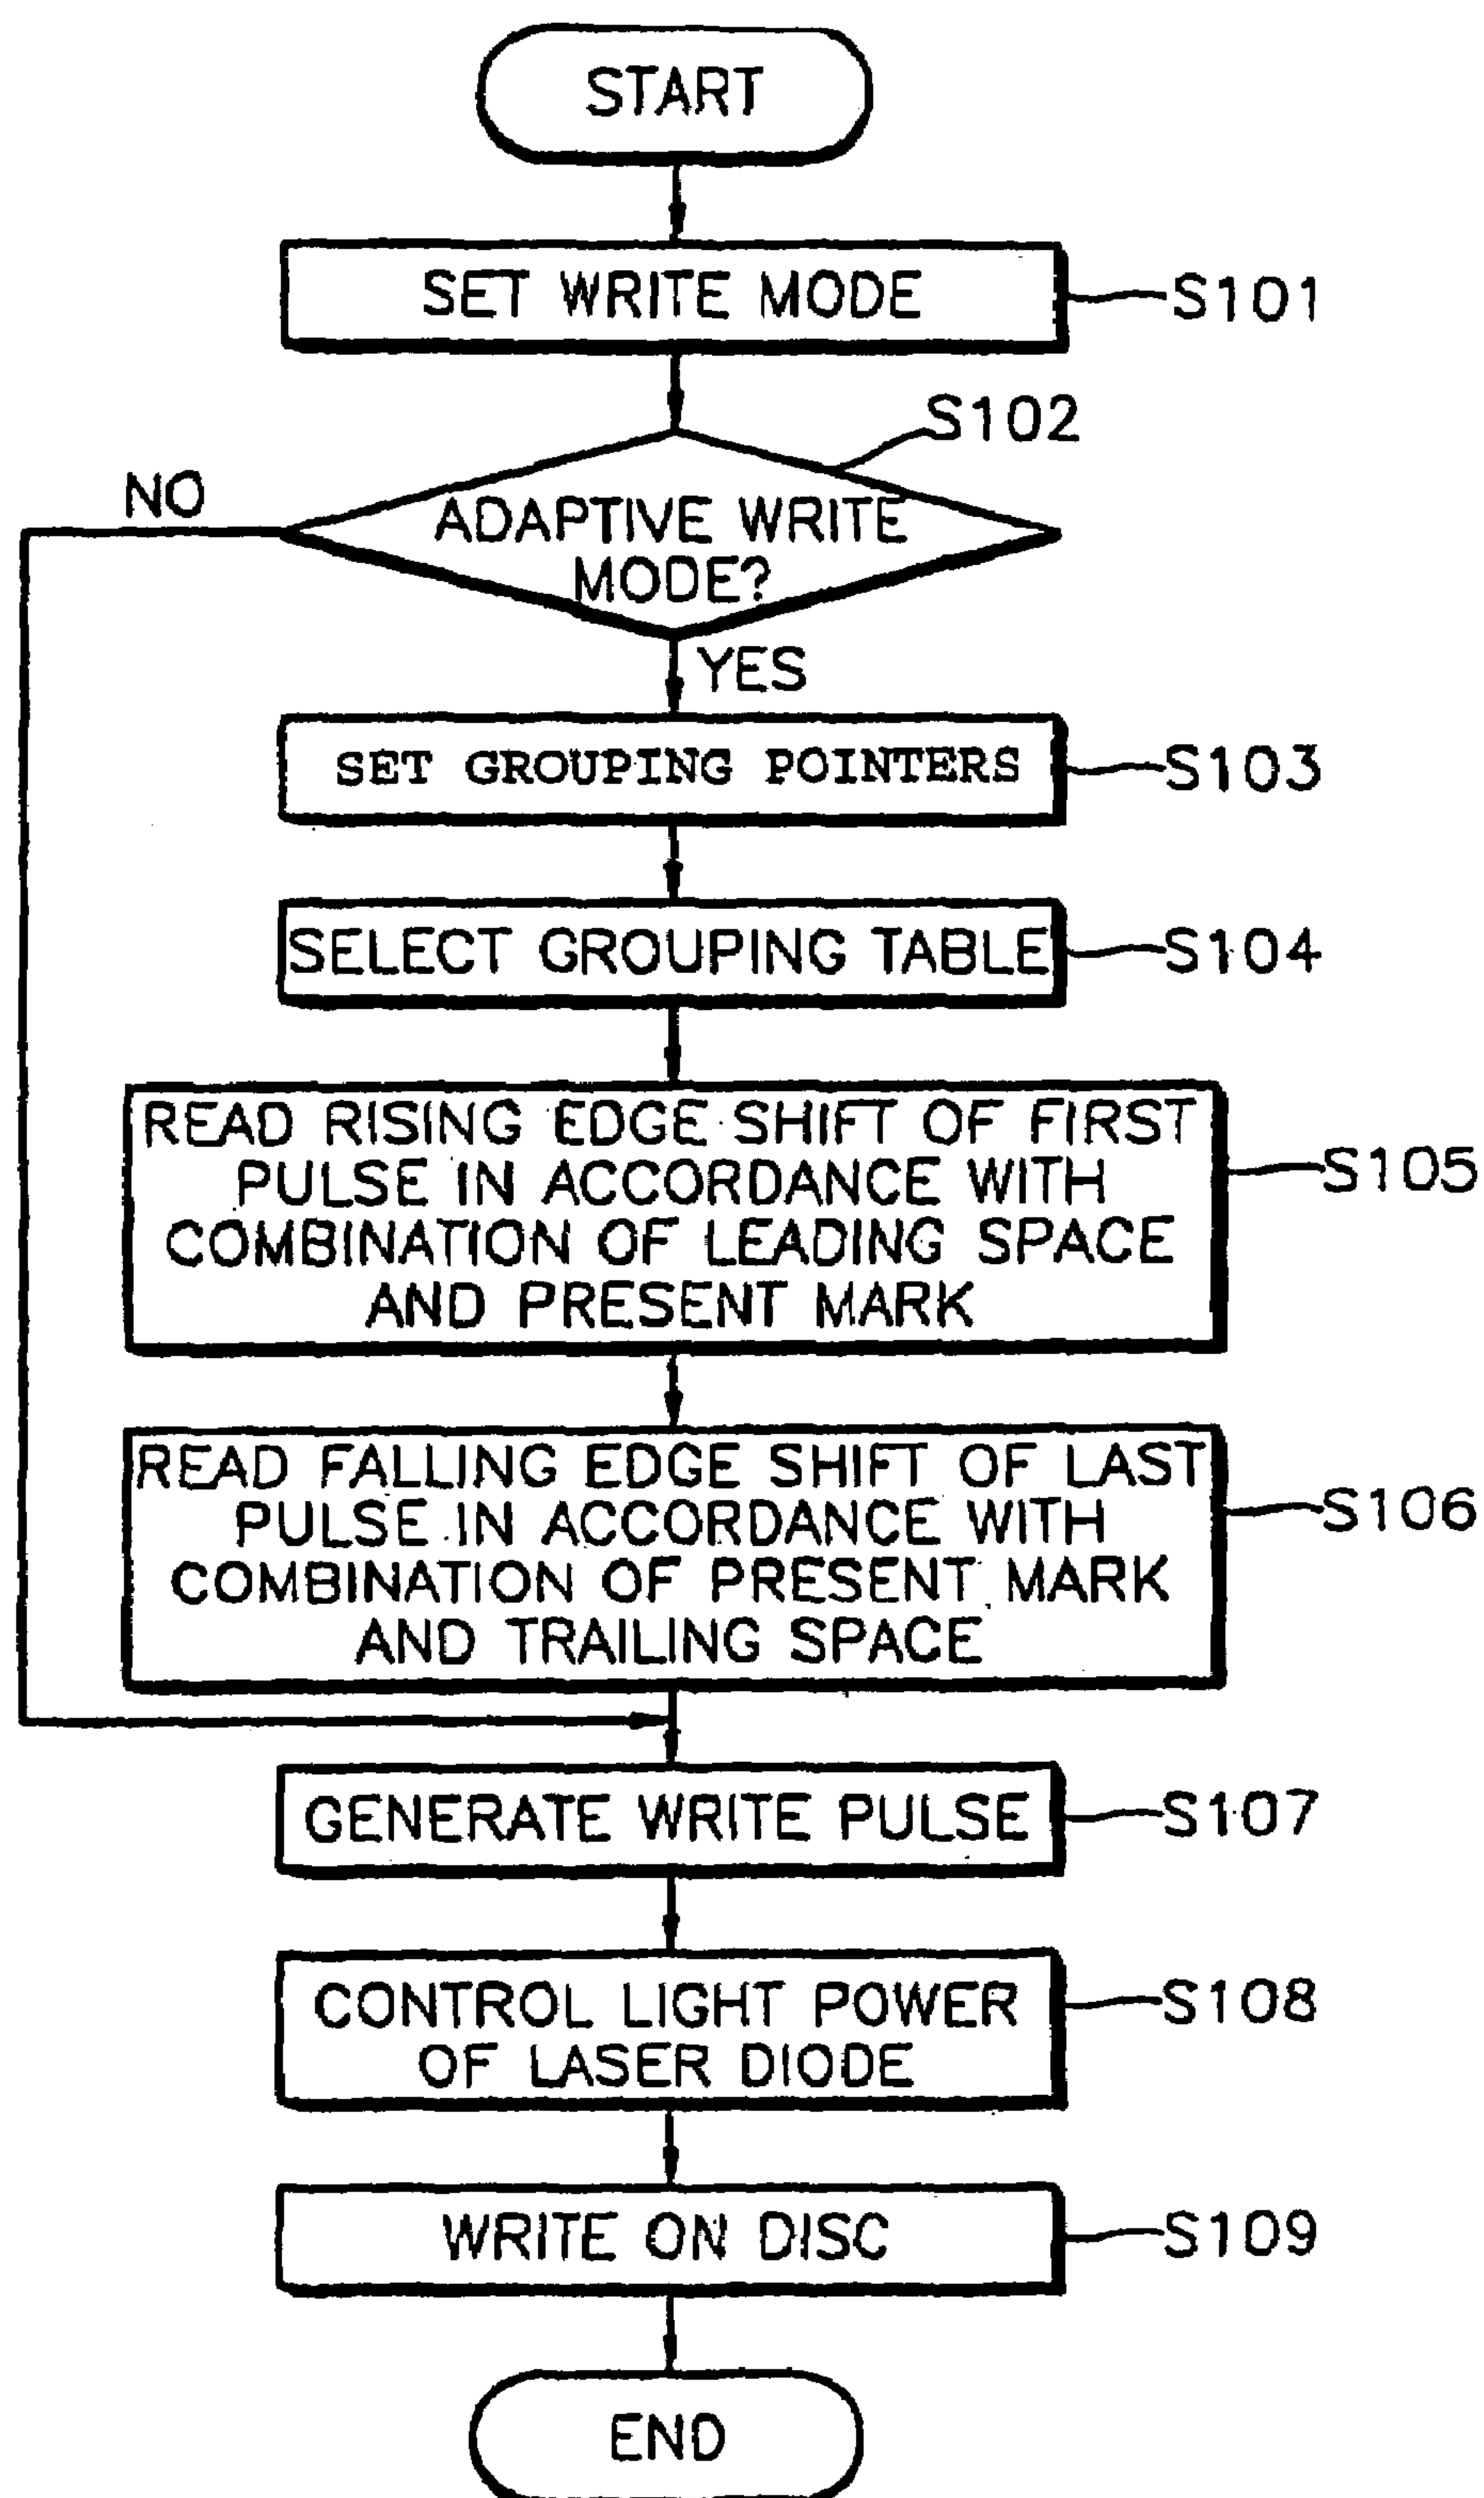 START
SET WRITE MODE
S101
S102
NO
ADAPTIVE WRITE
MODE?
YES
SET GROUPING POINTERS
S103
SELECT GROUPING TABLE
S104
READ RISING EDGE SHIFT OF FIRST
PULSE IN ACCORDANCE WITH
COMBINATION OF LEADING SPACE
AND PRESENT MARK
S105
READ FALLING EDGE SHIFT OF LAST
PULSE IN ACCORDANCE WITH
COMBINATION OF PRESENT MARK
AND TRAILING SPACE
S106
GENERATE WRITE PULSE
S107
CONTROL LIGHT POWER
OF LASER DIODE
S108
WRITE ON DISC
S109
END